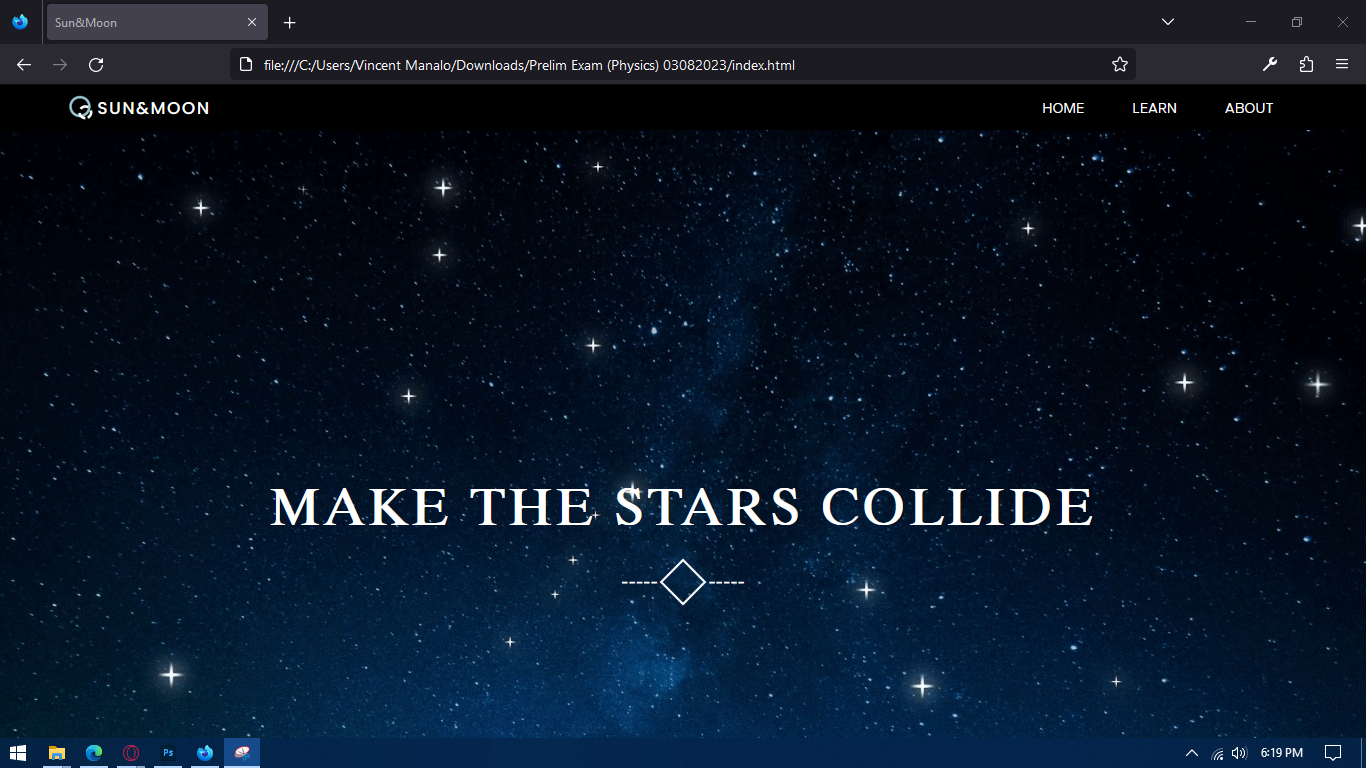 Sun&Moon
file:///C:/Users/Vincent Manalo/Downloads/Prelim Exam (Physics) 03082023/index.html
SUN&MOON
HOME LEARN ABOUT
MAKE THE STARS COLLIDE
Ps
6:19 PM